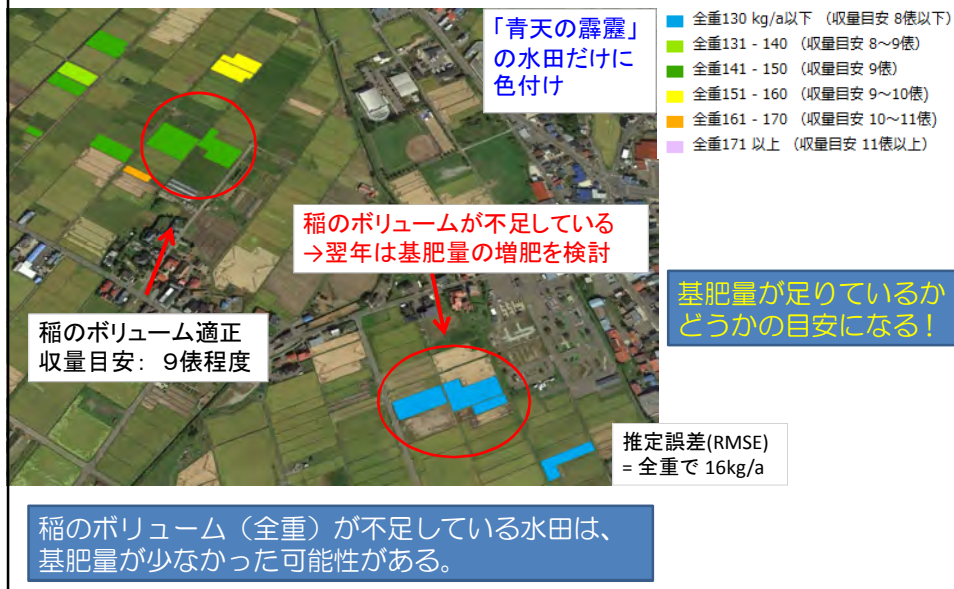 「青天の霹靂」
の水田だけに
色付け
全重130 kg/a以下 （収量目安 8俵以下）
全重131 - 140 （収量目安 8～9俵）
全重141 - 150 （収量目安 9俵）
全重151 - 160 （収量目安 9～10俵)
全重161 - 170 （収量目安 10～11俵)
全重171 以上 （収量目安 11俵以上）
稲のボリュームが不足している
→翌年は基肥量の増肥を検討
基肥量が足りているか
どうかの目安になる！
稲のボリューム適正
収量目安： ９俵程度
推定誤差(RMSE)
= 全重で 16kg/a
稲のボリューム（全重）が不足している水田は、
基肥量が少なかった可能性がある。